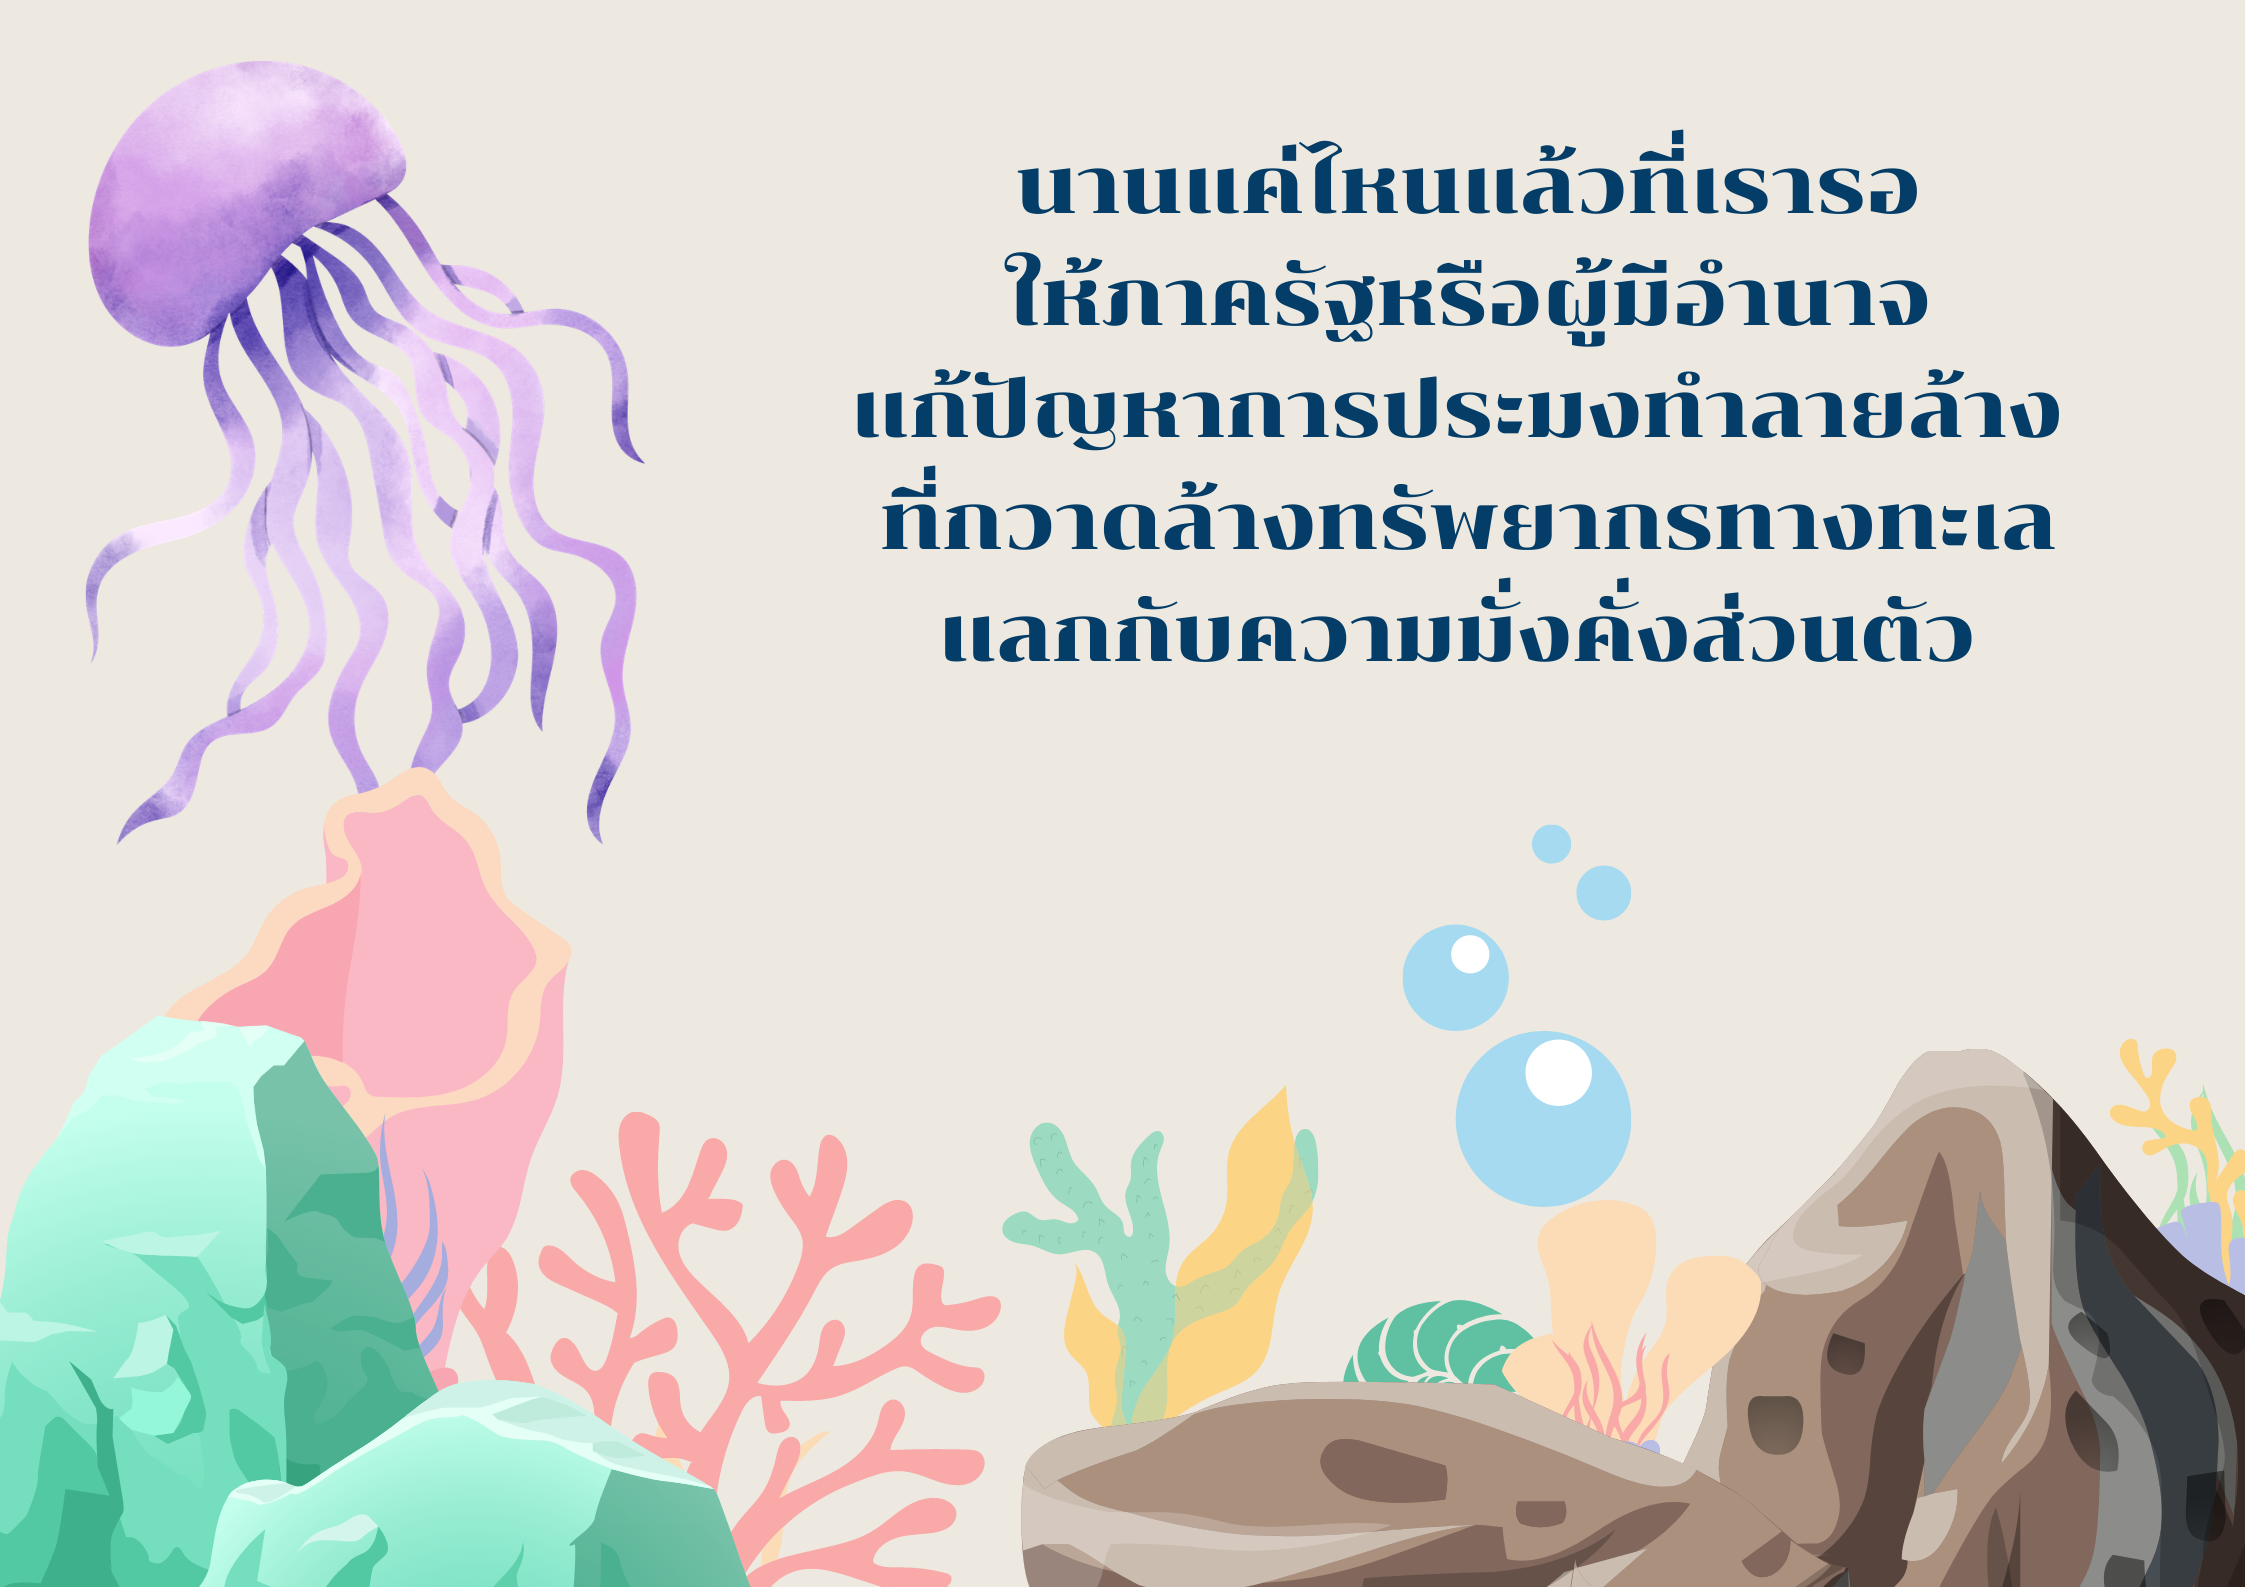 นานแค่ไหนแล้วที่เรารอ
ให้ภาครัฐหรือผู้มีอำนาจ
แก้ปัญหาการประมงทำลายล้าง
ที่กวาดล้างทรัพยากรทางทะเล
แลกกับความมั่งคั่งส่วนตัว